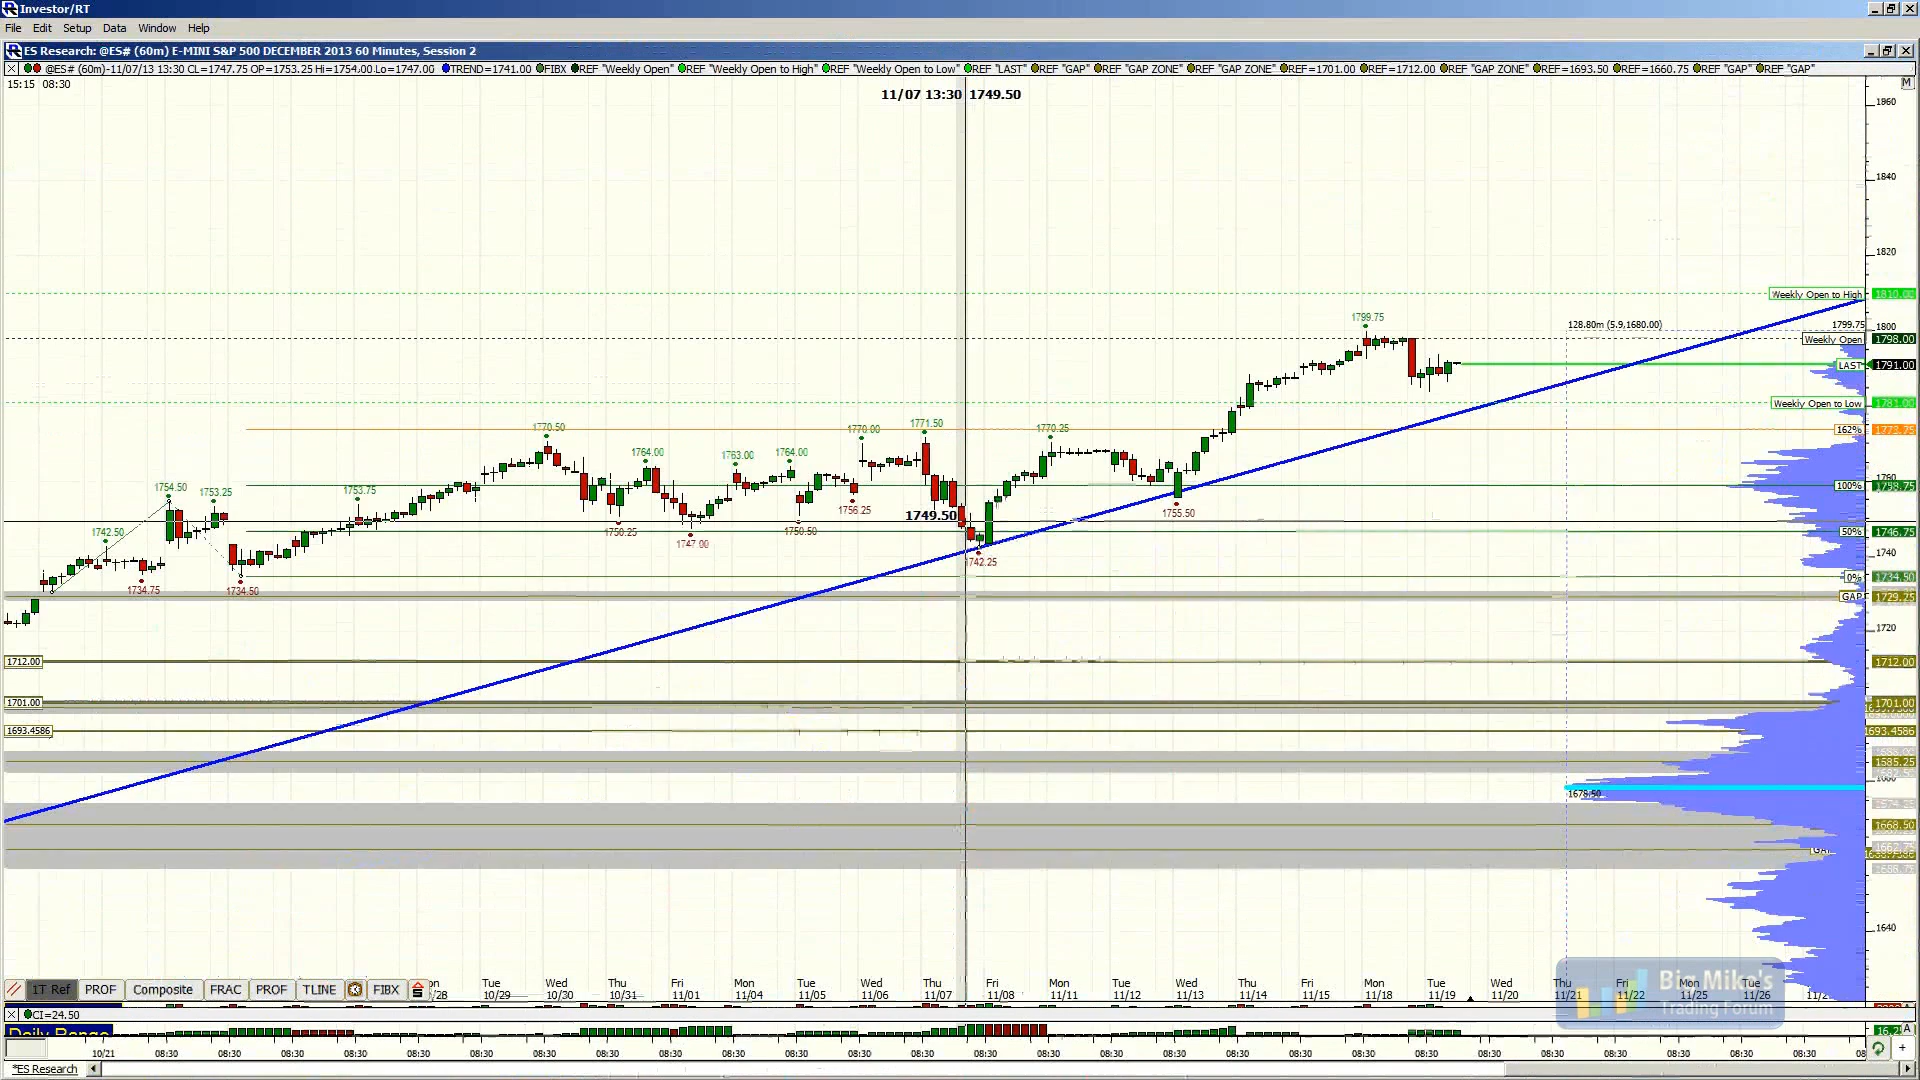 Investor/RT
File Edit Setup Data Window Help
ES Research: @ES# (60m) E-MINI S&P 500 DECEMBER 2013 60 Minutes, Session 2
@ES# (60m)-11/07/13 13:30 CL=1747.75 OP=1753.25 Hi=1754.00 Lo=1747.00 TREND=1741.00 FIBX REF "Weekly Open" REF "Weekly Open to High" REF "Weekly Open to Low" REF "LAST" REF "GAP" REF "GAP ZONE" REF "GAP ZONE" REF=1701.00 REF=1712.00 REF "GAP ZONE" REF=1693.50 REF=1660.75 REF "GAP" REF "GAP"
15:15 08:30
11/07 13:30 1749.50
M
1860
1840
1820
Weekly Open to High 1810.00
1799.75
128.80m (5.9,1680.00) 1799.75
1800
Weekly Open 1798.00
LAST 1791.00
Weekly Open to Low 1781.00
1770.50 1770.00 1771.50 1770.25
162% 1773.75
1764.00 1763.00 1764.00
1760
1754.50 1753.25 1753.75
100% 1758.75
1756.25 1749.50 1755.50
1742.50 1750.25 1747.00 1750.50
50% 1746.75
1740
1742.25
1734.75 1734.50
0% 1734.50
GAP 1729.25
1720
1712.00 1712.00
1701.00 1701.00
1693.4586 1693.4586
1685.25
1678.50
1668.50
1640
1T Ref PROF Composite FRAC PROF TLINE FIBX
Tue Wed Thu Fri Mon Tue Wed Thu Fri Mon Tue Wed Thu Fri Mon Tue Wed Thu Fri Mon Tue
/28 10/29 10/30 10/31 11/01 11/04 11/05 11/06 11/07 11/08 11/11 11/12 11/13 11/14 11/15 11/18 11/19 11/20 11/21 11/22 11/25 11/26
Big Mike's
Trading Forum
CI=24.50
Daily Range
A
10/21 08:30 08:30 08:30 08:30 08:30 08:30 08:30 08:30 08:30 08:30 08:30 08:30 08:30 08:30 08:30 08:30 08:30 08:30 08:30 08:30 08:30 08:30 08:30 08:30 08:30 08:30 08:30
*ES Research